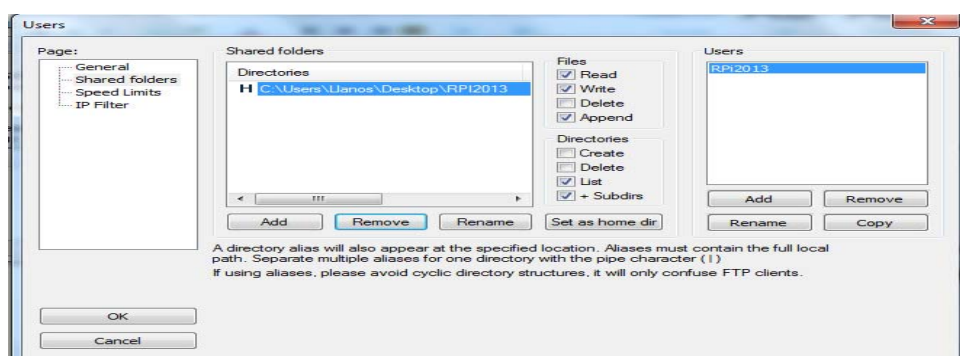 Users
Page:
General
Shared folders
Speed Limits
IP Filter
Shared folders
Directories
H C:\Users\Llanos\Desktop\RPI2013
Files
Read
Write
Delete
Append
Directories
Create
Delete
List
+ Subdirs
Add
Remove
Rename
Set as home dir
Users
RPi2013
Add
Remove
Rename
Copy
A directory alias will also appear at the specified location. Aliases must contain the full local
path. Separate multiple aliases for one directory with the pipe character (|)
If using aliases, please avoid cyclic directory structures, it will only confuse FTP clients.
OK
Cancel